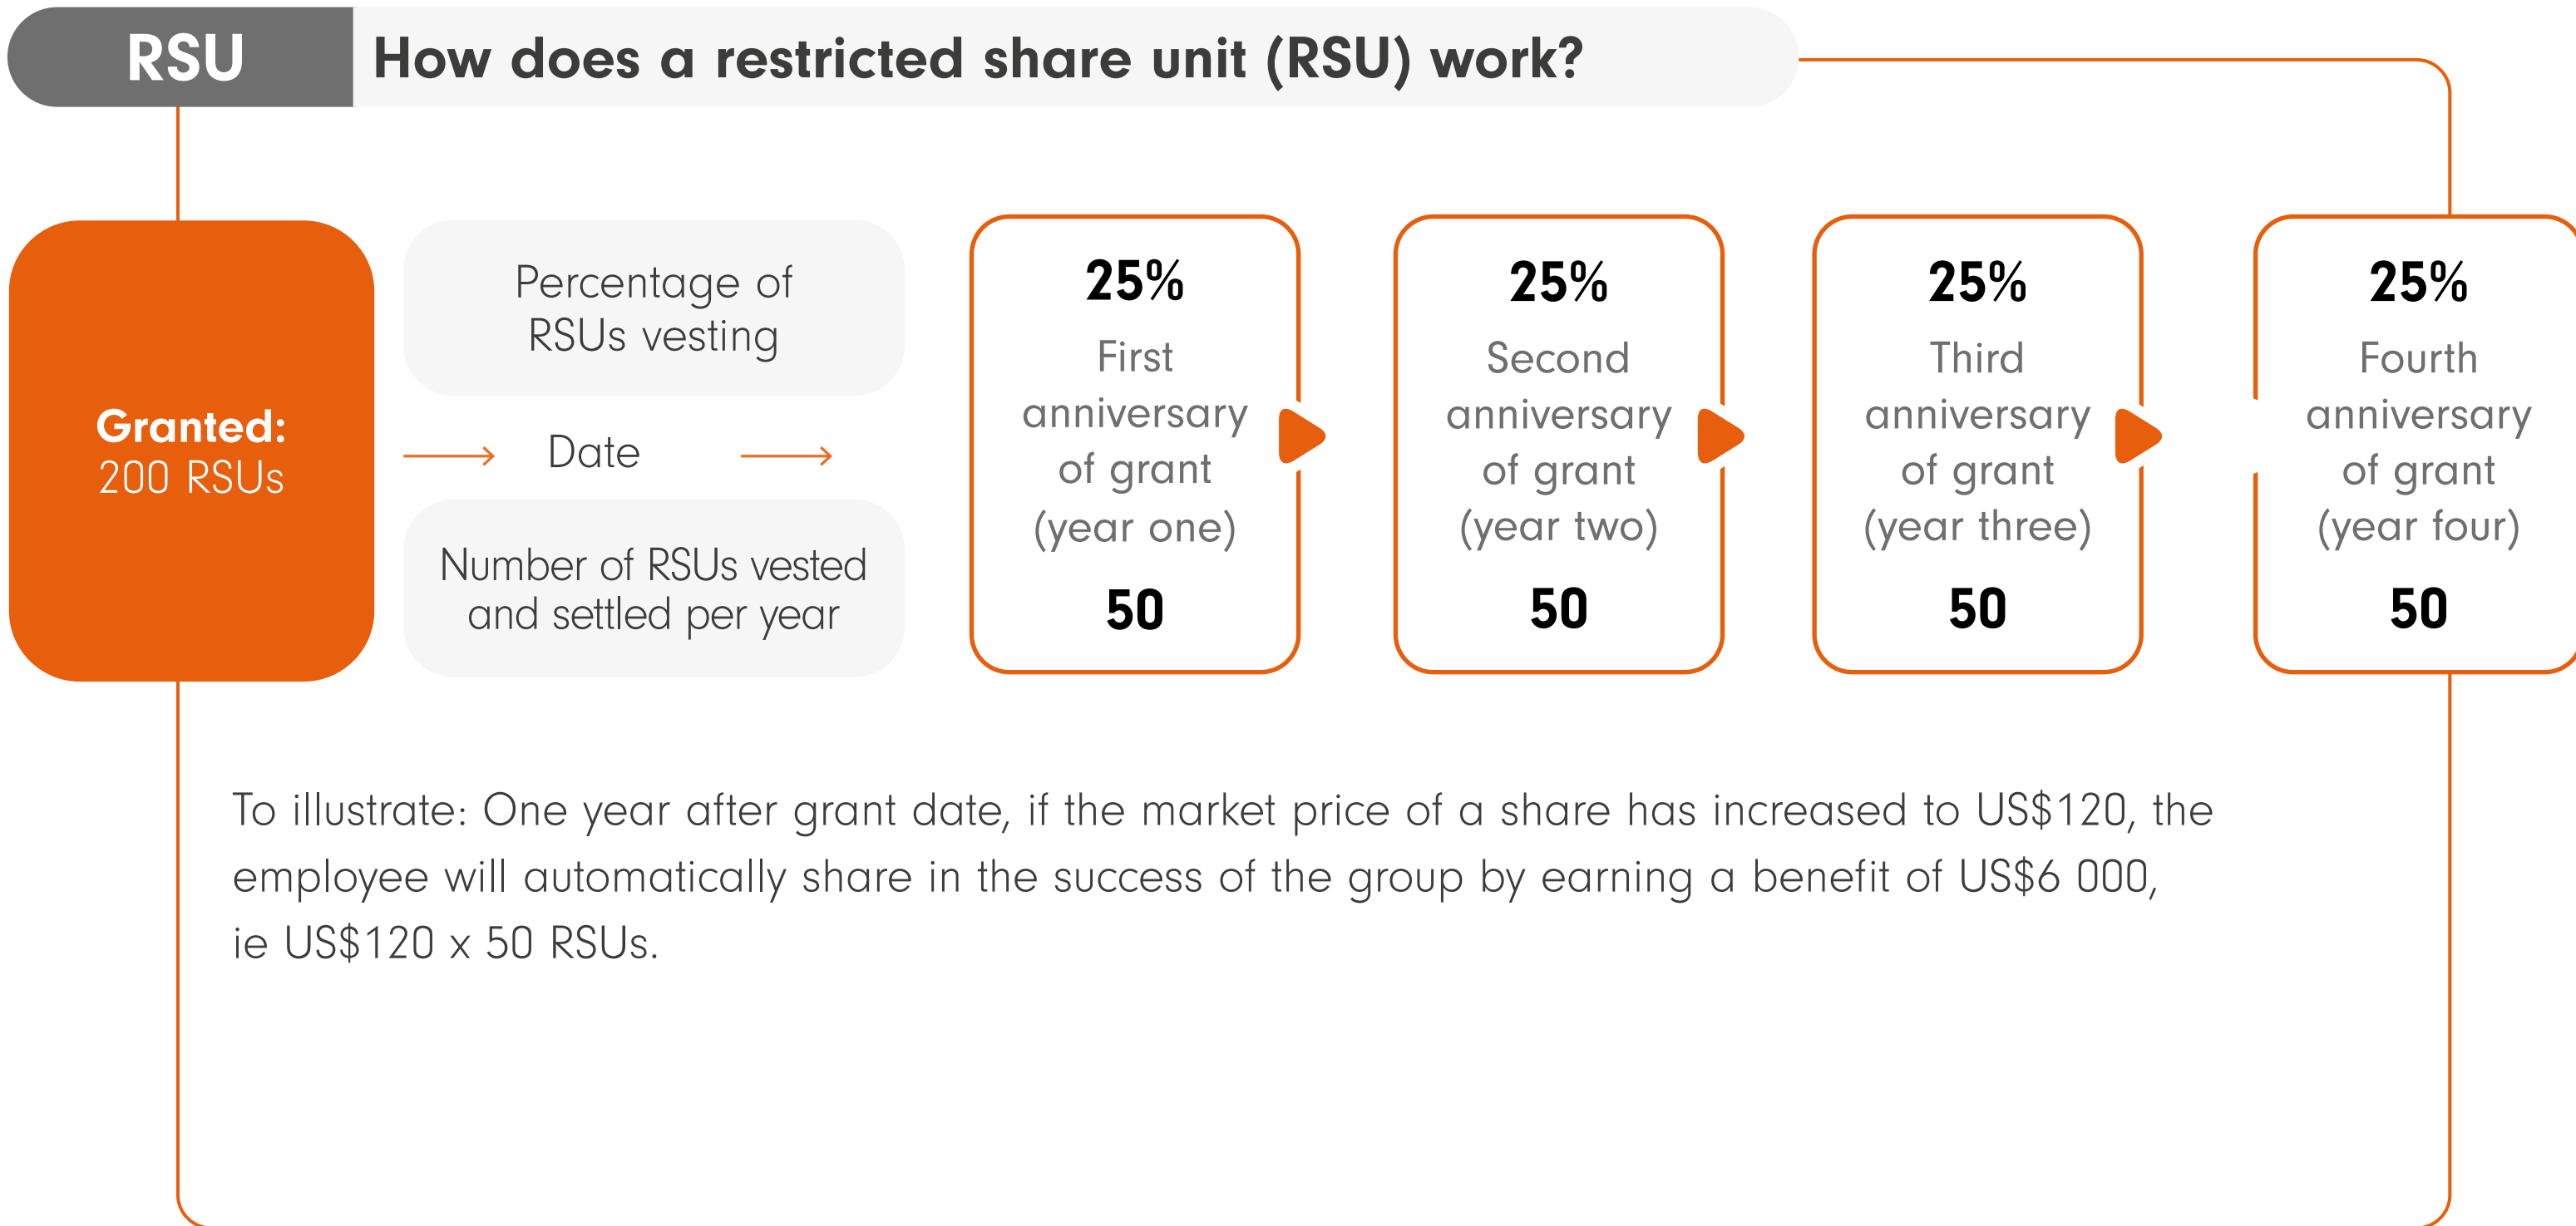 RSU
How does a restricted share unit (RSU) work?
Granted:
200 RSUs
Percentage of
RSUs vesting
Date
Number of RSUs vested
and settled per year
25%
First
anniversary
of grant
(year one)
50
25%
Second
anniversary
of grant
(year two)
50
25%
Third
anniversary
of grant
(year three)
50
25%
Fourth
anniversary
of grant
(year four)
50
To illustrate: One year after grant date, if the market price of a share has increased to US$120, the
employee will automatically share in the success of the group by earning a benefit of US$6 000,
ie US$120 x 50 RSUs.